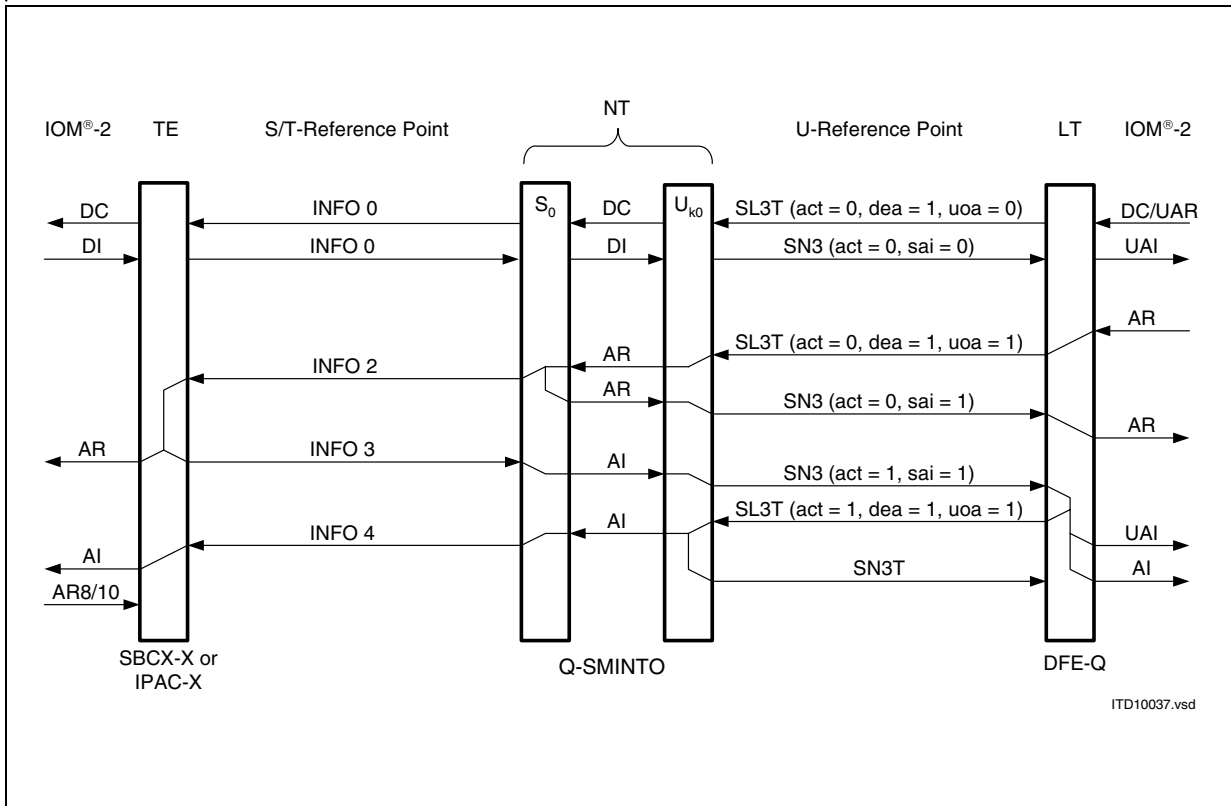 NT
IOM®-2 TE S/T-Reference Point U-Reference Point LT IOM®-2
S0 Uk0
DC INFO 0 DC SL3T (act = 0, dea = 1, uoa = 0) DC/UAR
DI INFO 0 DI SN3 (act = 0, sai = 0) UAI
AR
SL3T (act = 0, dea = 1, uoa = 1)
INFO 2 AR
AR SN3 (act = 0, sai = 1)
AR
AR INFO 3 AI SN3 (act = 1, sai = 1)
SL3T (act = 1, dea = 1, uoa = 1)
INFO 4 AI UAI
AI SN3T AI
AR8/10
SBCX-X or
IPAC-X
Q-SMINTO DFE-Q
ITD10037.vsd